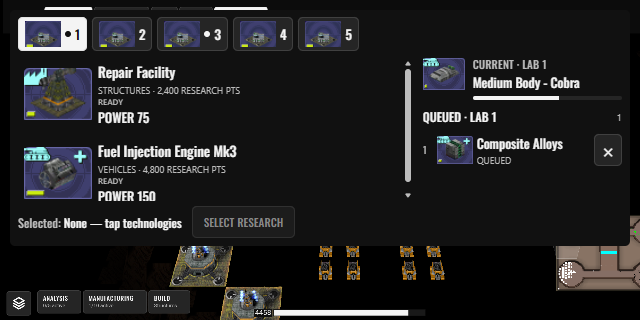 1
2
3
4
5
Repair Facility
STRUCTURES · 2,400 RESEARCH PTS
READY
POWER 75
Fuel Injection Engine Mk3
VEHICLES · 4,800 RESEARCH PTS
READY
POWER 150
CURRENT · LAB 1
Medium Body - Cobra
QUEUED · LAB 1
1
1
Composite Alloys
QUEUED
Selected: None — tap technologies
SELECT RESEARCH
ANALYSIS
MANUFACTURING
BUILD
Structures
4458